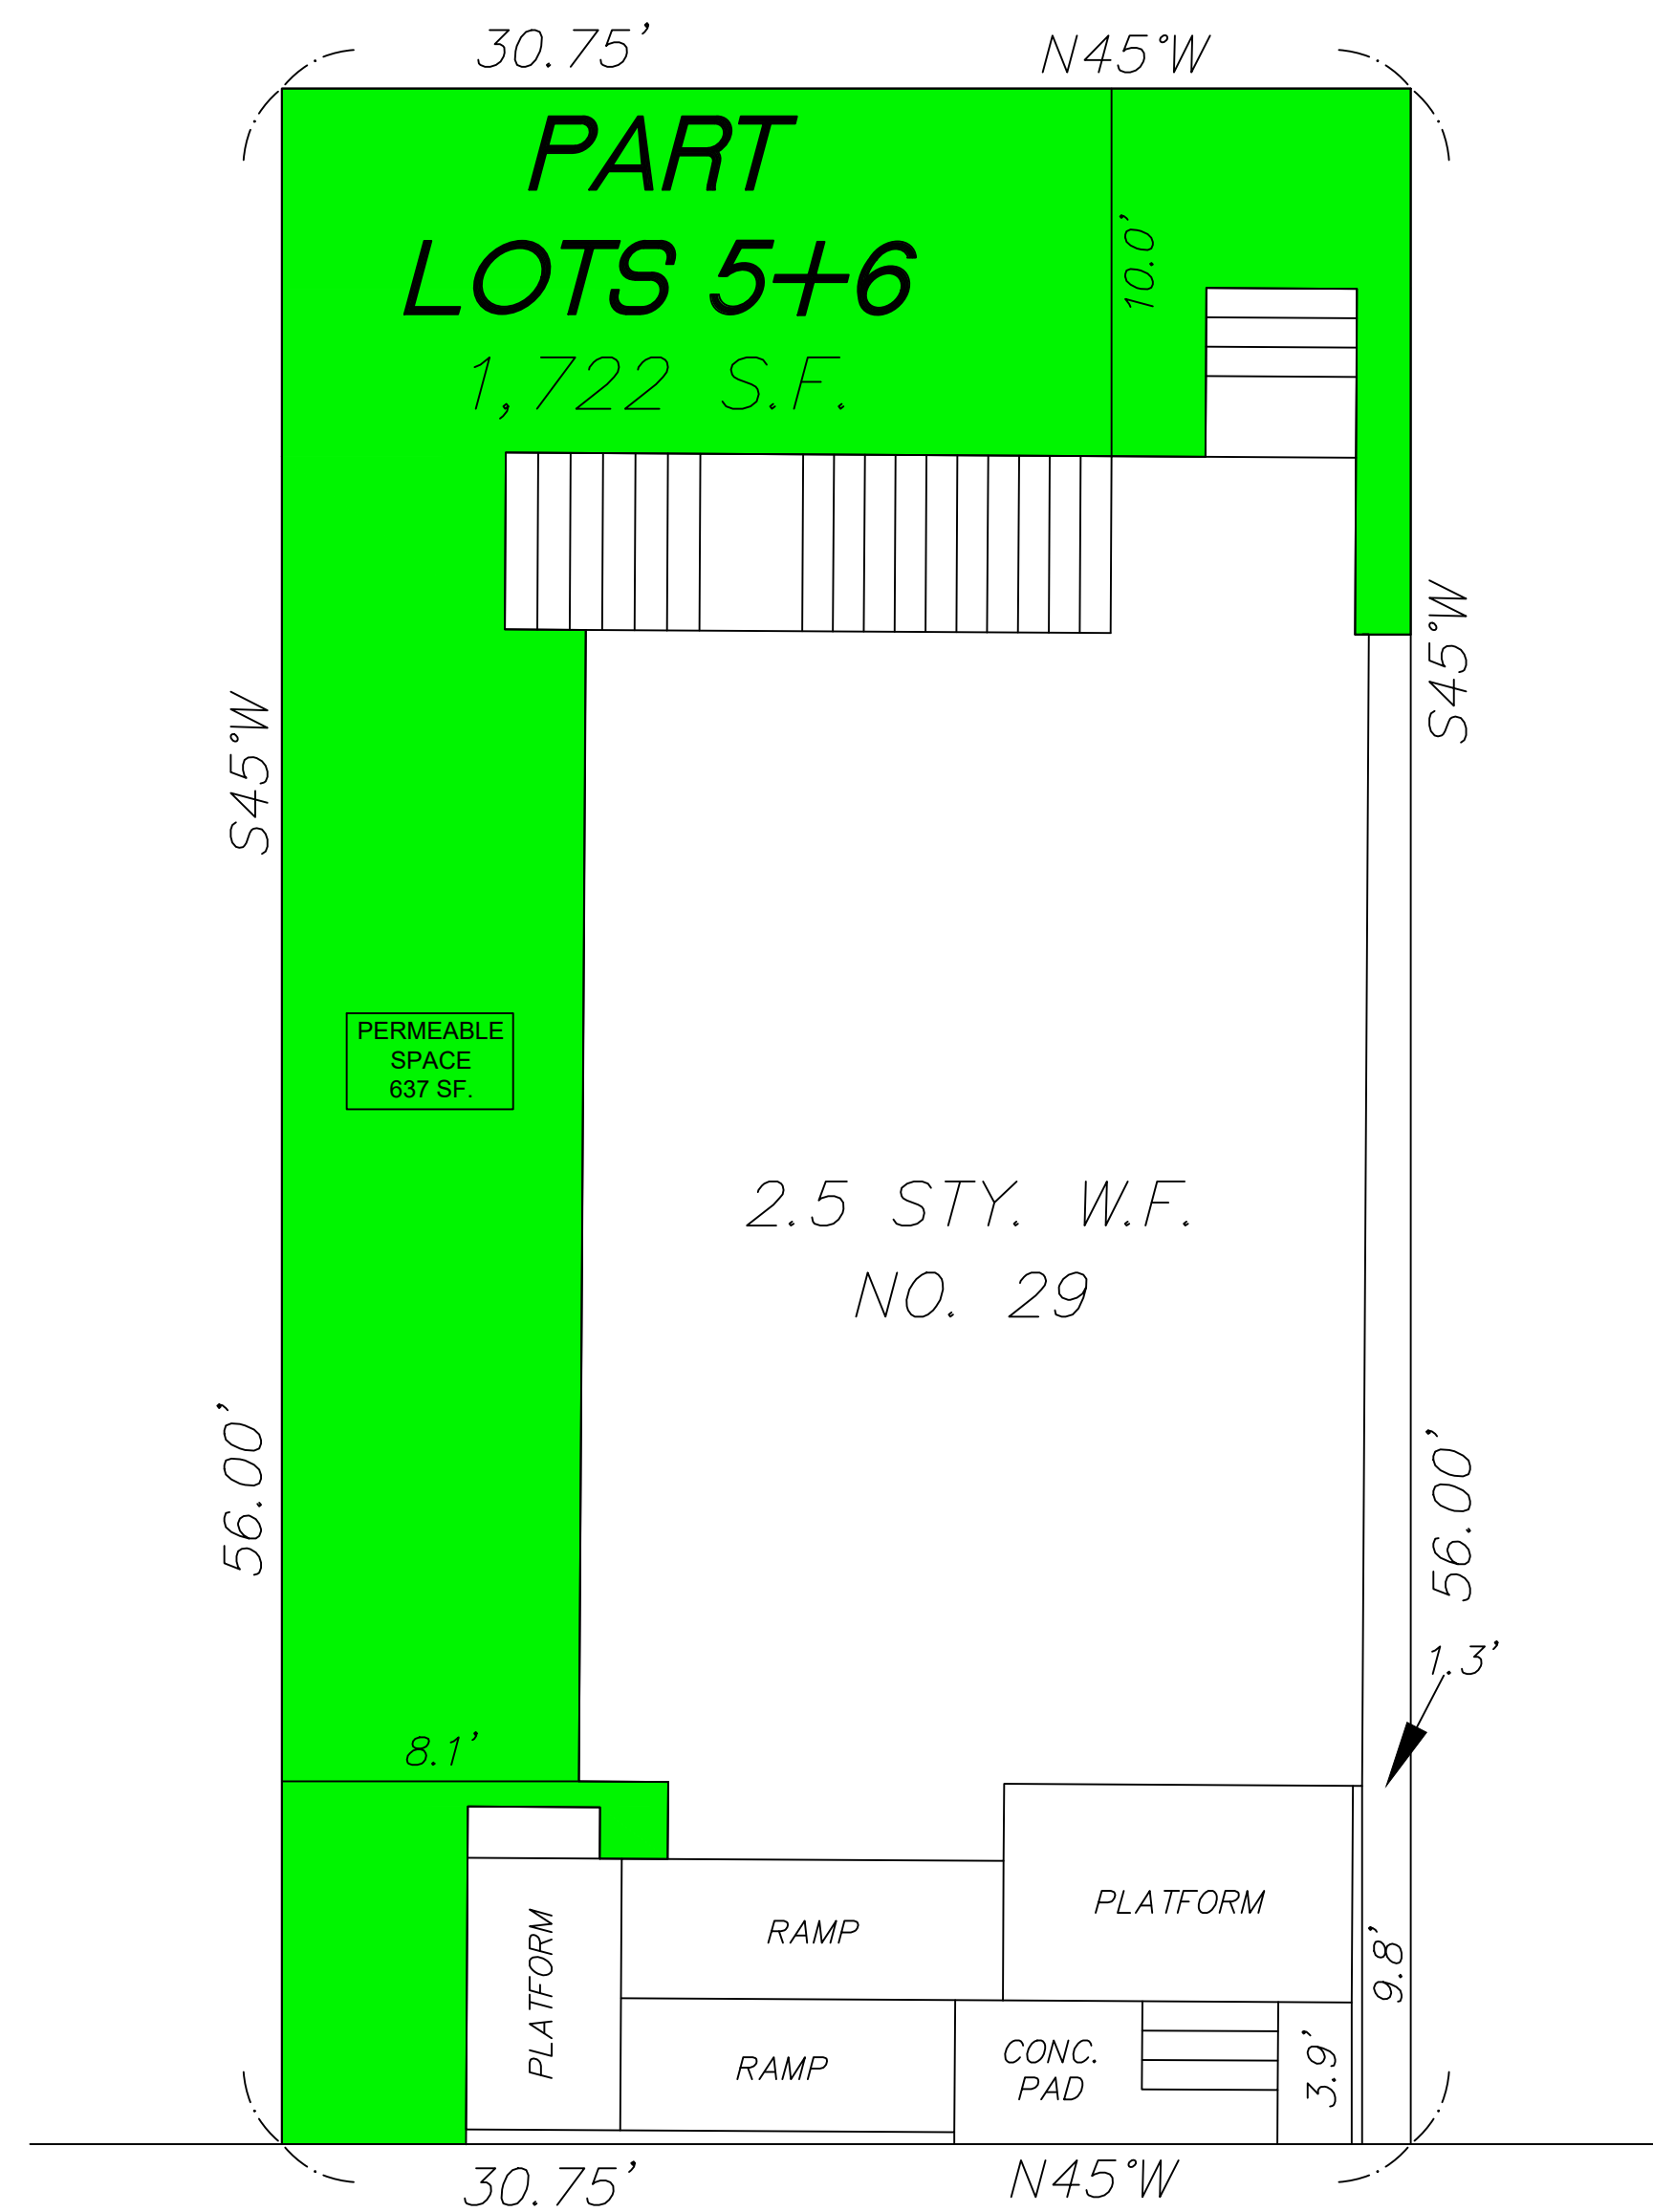 30.75'
N45°W
PART
LOTS 5+6
1,722 S.F.
10.0'
S45°W
S45°W
PERMEABLE
SPACE
637 SF.
2.5 STY. W.F.
NO. 29
56.00'
56.00'
1.3'
8.1'
PLATFORM
RAMP
PLATFORM
9.8'
RAMP
CONC.
PAD
3.9'
30.75'
N45°W